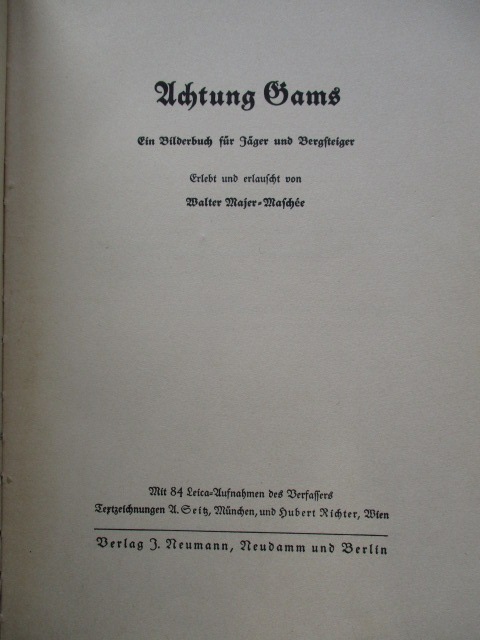 Achtung Gams
Ein Bilderbuch für Jäger und Bergsteiger
Erlebt und erlauscht von
Walter Majer-Maschée
Mit 84 Leica-Aufnahmen des Verfassers
Textzeichnungen A. Seitz, München, und Hubert Richter, Wien
Verlag J. Neumann, Neudamm und Berlin